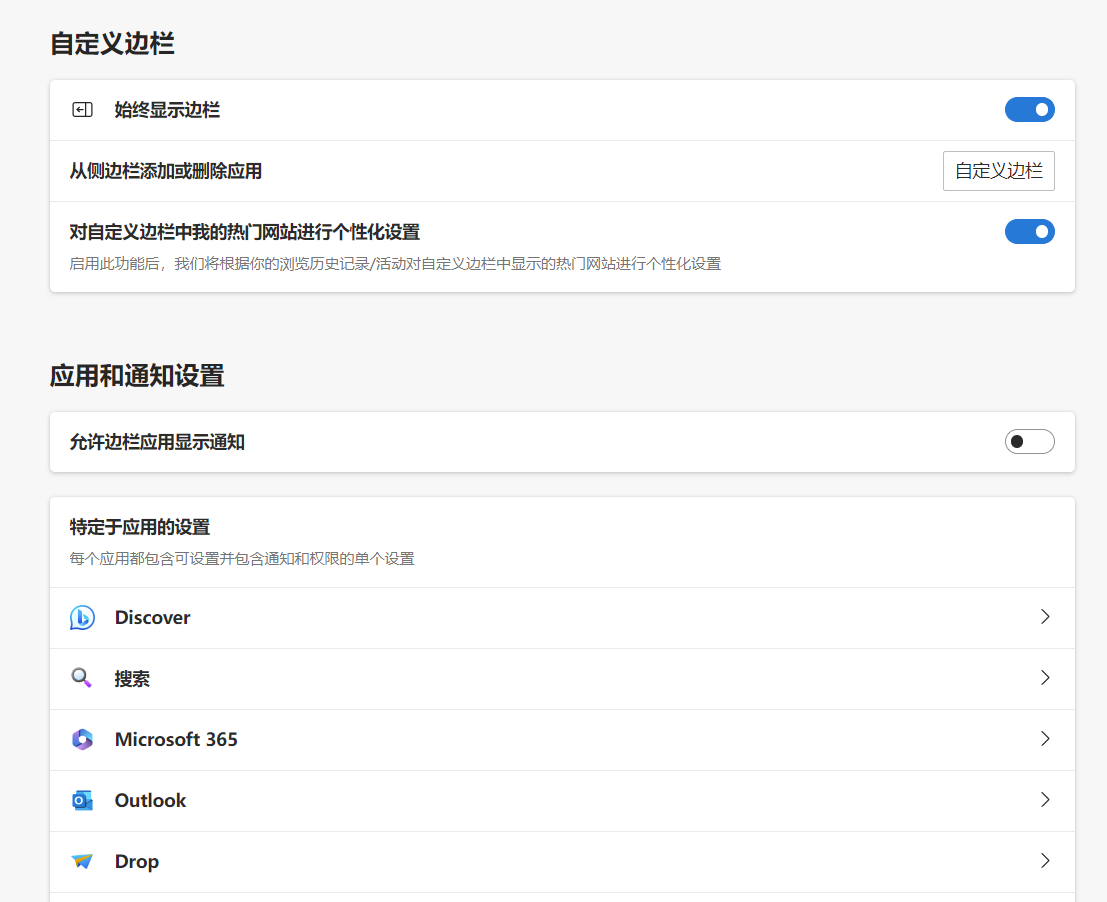 自定义边栏
始终显示边栏
从侧边栏添加或删除应用
自定义边栏
对自定义边栏中我的热门网站进行个性化设置
启用此功能后，我们将根据你的浏览历史记录/活动对自定义边栏中显示的热门网站进行个性化设置
应用和通知设置
允许边栏应用显示通知
特定于应用的设置
每个应用都包含可设置并包含通知和权限的单个设置
Discover
搜索
Microsoft 365
Outlook
Drop